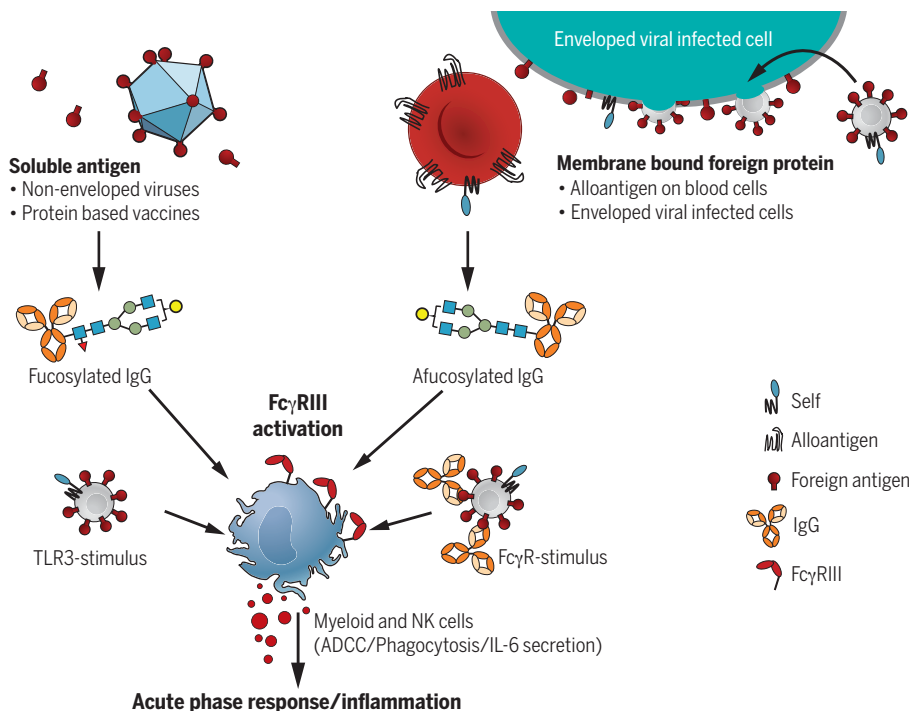 Enveloped viral infected cell
Soluble antigen
• Non-enveloped viruses
• Protein based vaccines
Membrane bound foreign protein
• Alloantigen on blood cells
• Enveloped viral infected cells
Fucosylated IgG
Afucosylated IgG
FcγRIII
activation
TLR3-stimulus
FcγR-stimulus
Self
Alloantigen
Foreign antigen
IgG
FcγRIII
Myeloid and NK cells
(ADCC/Phagocytosis/IL-6 secretion)
Acute phase response/inflammation